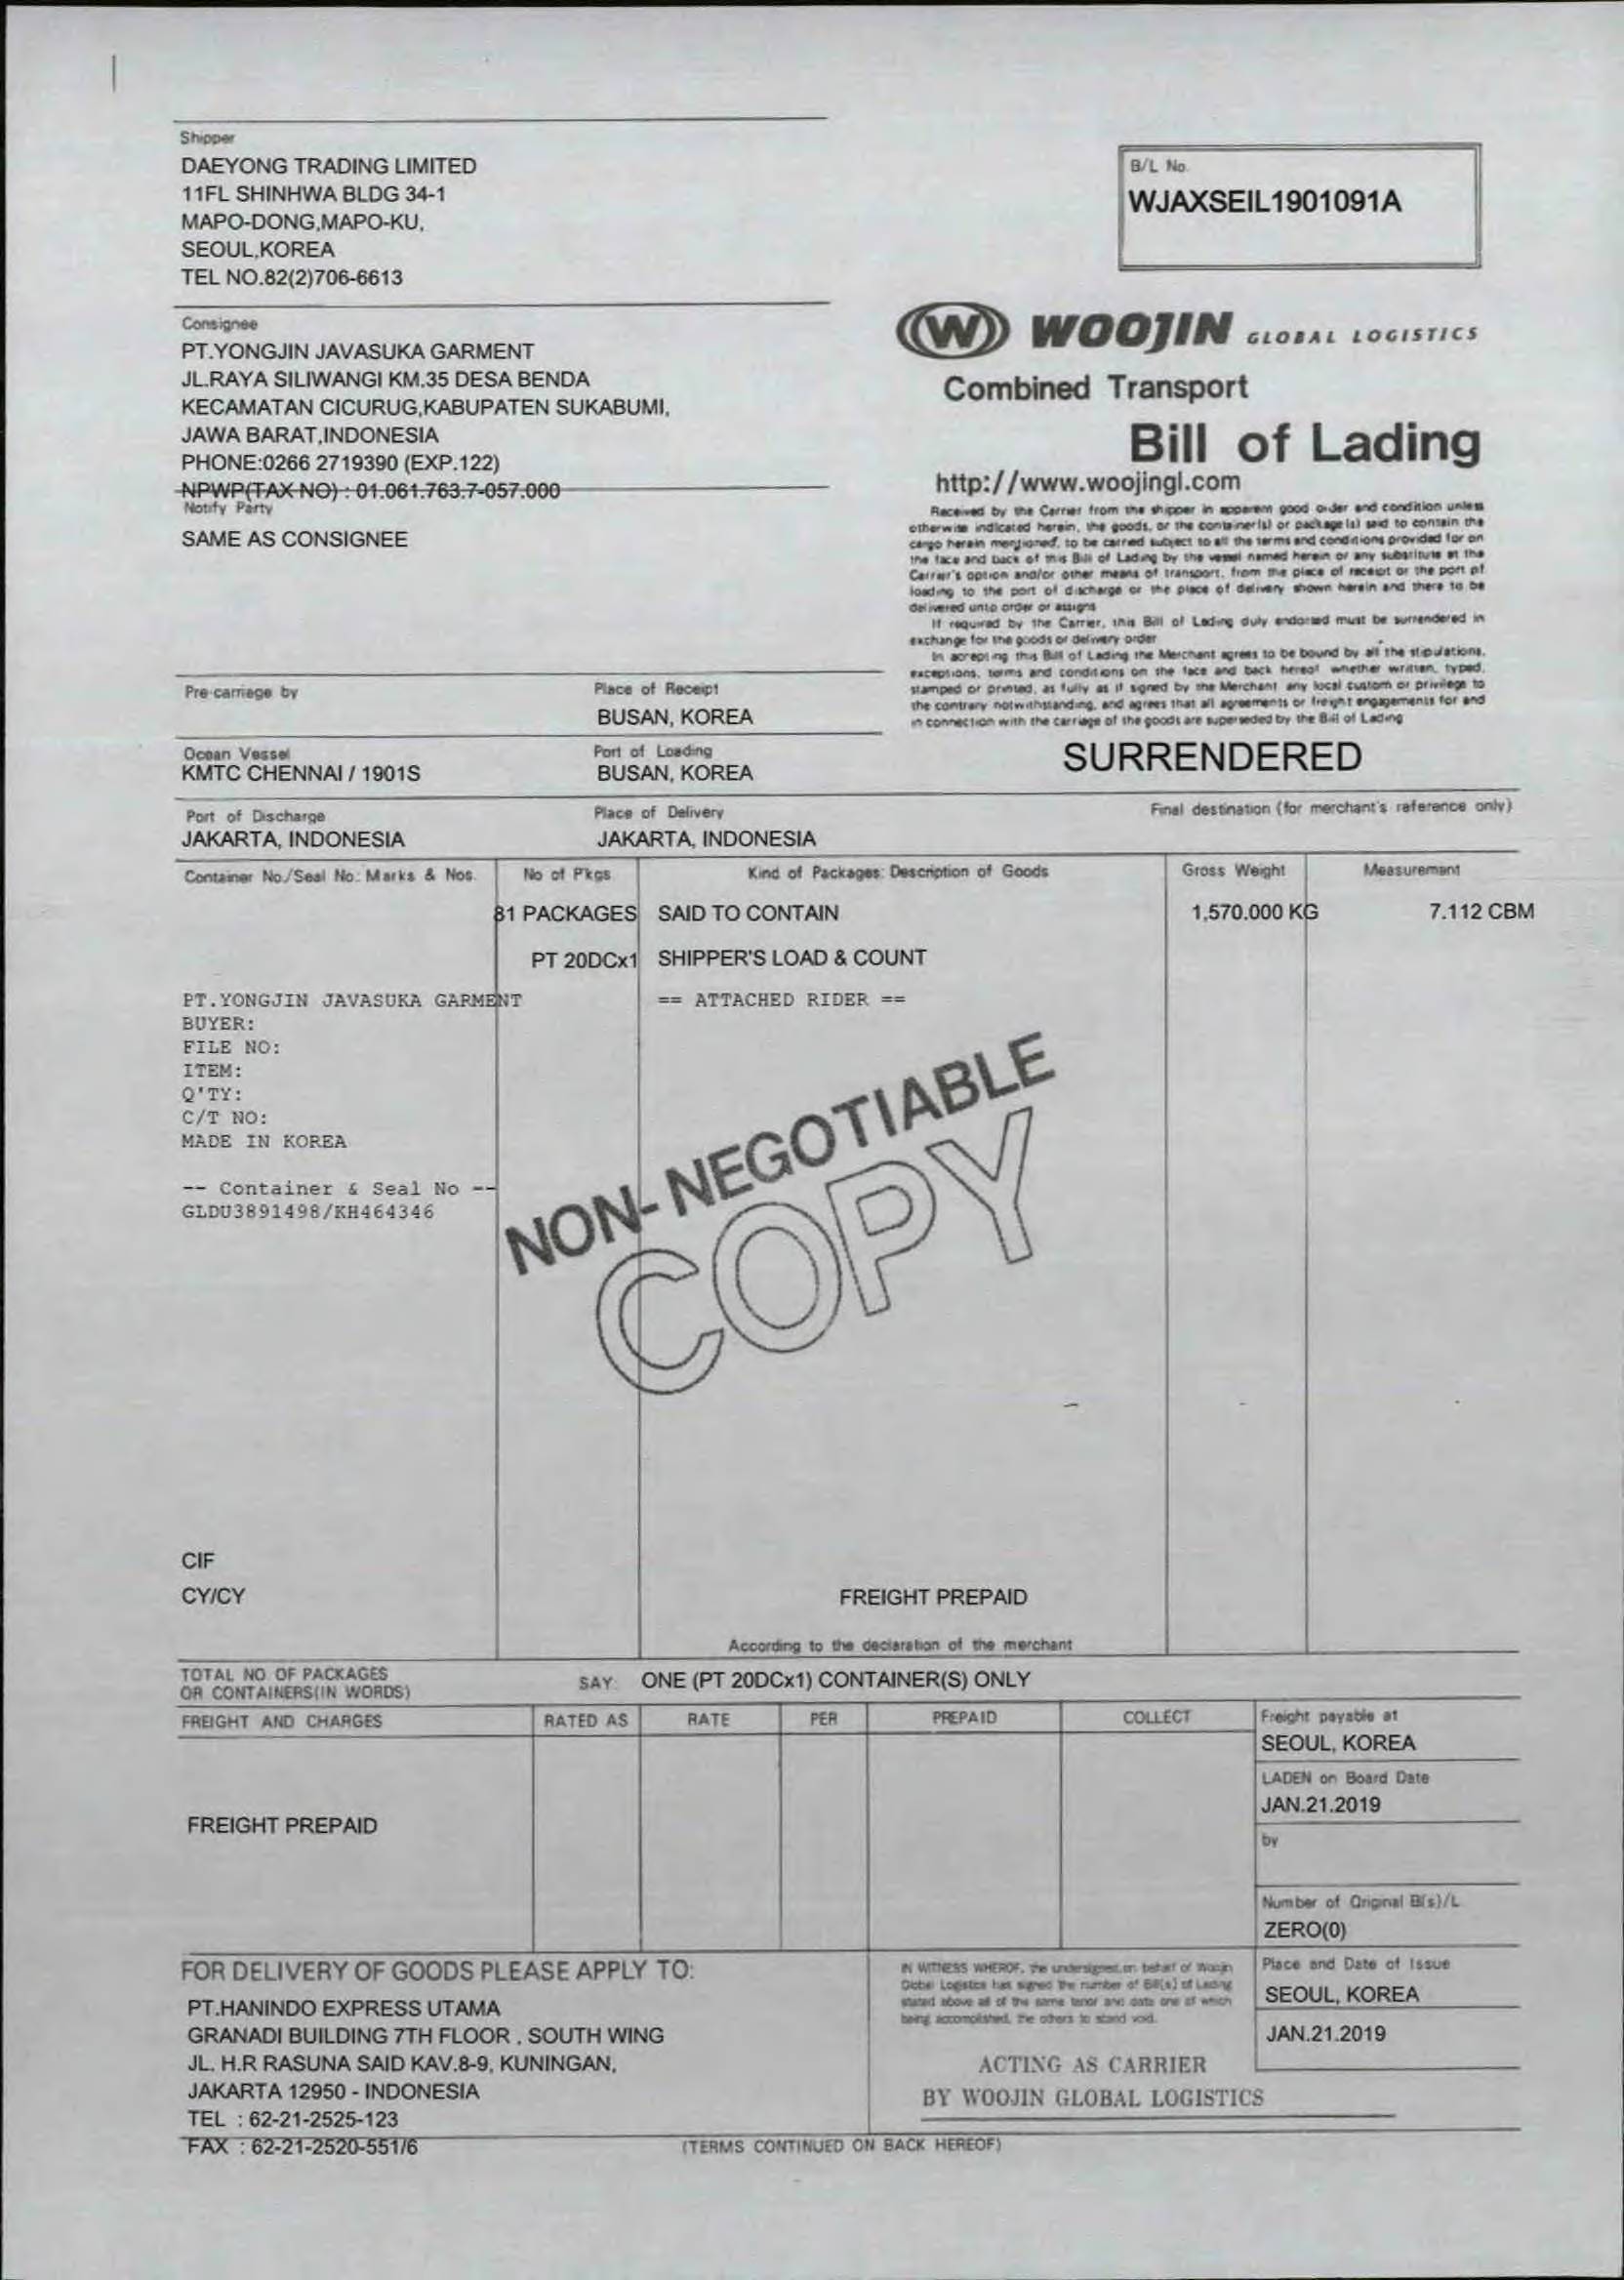 Shipper
DAEYONG TRADING LIMITED
11FL SHINHWA BLDG 34-1
MAPO-DONG,MAPO-KU,
SEOUL,KOREA
TEL NO.82(2)706-6613
B/L No.
WJAXSEIL1901091A
Consignee
PT.YONGJIN JAVASUKA GARMENT
JL.RAYA SILIWANGI KM.35 DESA BENDA
KECAMATAN CICURUG,KABUPATEN SUKABUMI,
JAWA BARAT,INDONESIA
PHONE:0266 2719390 (EXP.122)
NPWP(TAX NO) : 01.061.763.7-057.000
Notify Party
SAME AS CONSIGNEE
W WOOJIN GLOBAL LOGISTICS
Combined Transport
Bill of Lading
http://www.woojingl.com
Received by the Carrier from the shipper in apparent good order and condition unless
otherwise indicated herein, the goods, or the container(s) or package(s) said to contain the
cargo herein mentioned, to be carried subject to all the terms and conditions provided for on
the face and back of this Bill of Lading by the vessel named herein or any substitute at the
Carrier's option and/or other means of transport, from the place of receipt or the port of
loading to the port of discharge or the place of delivery shown herein and there to be
delivered unto order or assigns
If required by the Carrier, this Bill of Lading duly endorsed must be surrendered in
exchange for the goods or delivery order
In accepting this Bill of Lading the Merchant agrees to be bound by all the stipulations,
exceptions, terms and conditions on the face and back hereof whether written, typed,
stamped or printed, as fully as if signed by the Merchant any local custom or privilege to
the contrary notwithstanding, and agrees that all agreements or freight engagements for and
in connection with the carriage of the goods are superseded by the Bill of Lading
SURRENDERED
Pre-carriage by
Place of Receipt
BUSAN, KOREA
Ocean Vessel
KMTC CHENNAI / 1901S
Port of Loading
BUSAN, KOREA
Port of Discharge
JAKARTA, INDONESIA
Place of Delivery
JAKARTA, INDONESIA
Final destination (for merchant's reference only)
Container No./Seal No.: Marks & Nos. No of P'kgs Kind of Packages: Description of Goods Gross Weight Measurement
81 PACKAGES SAID TO CONTAIN 1,570.000 KG 7.112 CBM
PT 20DCx1 SHIPPER'S LOAD & COUNT
PT.YONGJIN JAVASUKA GARMENT == ATTACHED RIDER ==
BUYER:
FILE NO:
ITEM:
Q'TY:
C/T NO:
MADE IN KOREA
-- Container & Seal No --
GLDU3891498/KH464346
NON-NEGOTIABLE
COPY
CIF
CY/CY FREIGHT PREPAID
According to the declaration of the merchant
TOTAL NO OF PACKAGES
OR CONTAINERS(IN WORDS)
SAY: ONE (PT 20DCx1) CONTAINER(S) ONLY
FREIGHT AND CHARGES RATED AS RATE PER PREPAID COLLECT
FREIGHT PREPAID
Freight payable at
SEOUL, KOREA
LADEN on Board Date
JAN.21.2019
by
Number of Original B(s)/L
ZERO(0)
Place and Date of Issue
SEOUL, KOREA
JAN.21.2019
FOR DELIVERY OF GOODS PLEASE APPLY TO:
PT.HANINDO EXPRESS UTAMA
GRANADI BUILDING 7TH FLOOR , SOUTH WING
JL. H.R RASUNA SAID KAV.8-9, KUNINGAN,
JAKARTA 12950 - INDONESIA
TEL : 62-21-2525-123
FAX : 62-21-2520-551/6
IN WITNESS WHEROF, the undersigned, on behalf of Woojin
Global Logistics has signed the number of Bill(s) of Lading
stated above all of the same tenor and date one of which
being accomplished, the others to stand void.
ACTING AS CARRIER
BY WOOJIN GLOBAL LOGISTICS
(TERMS CONTINUED ON BACK HEREOF)